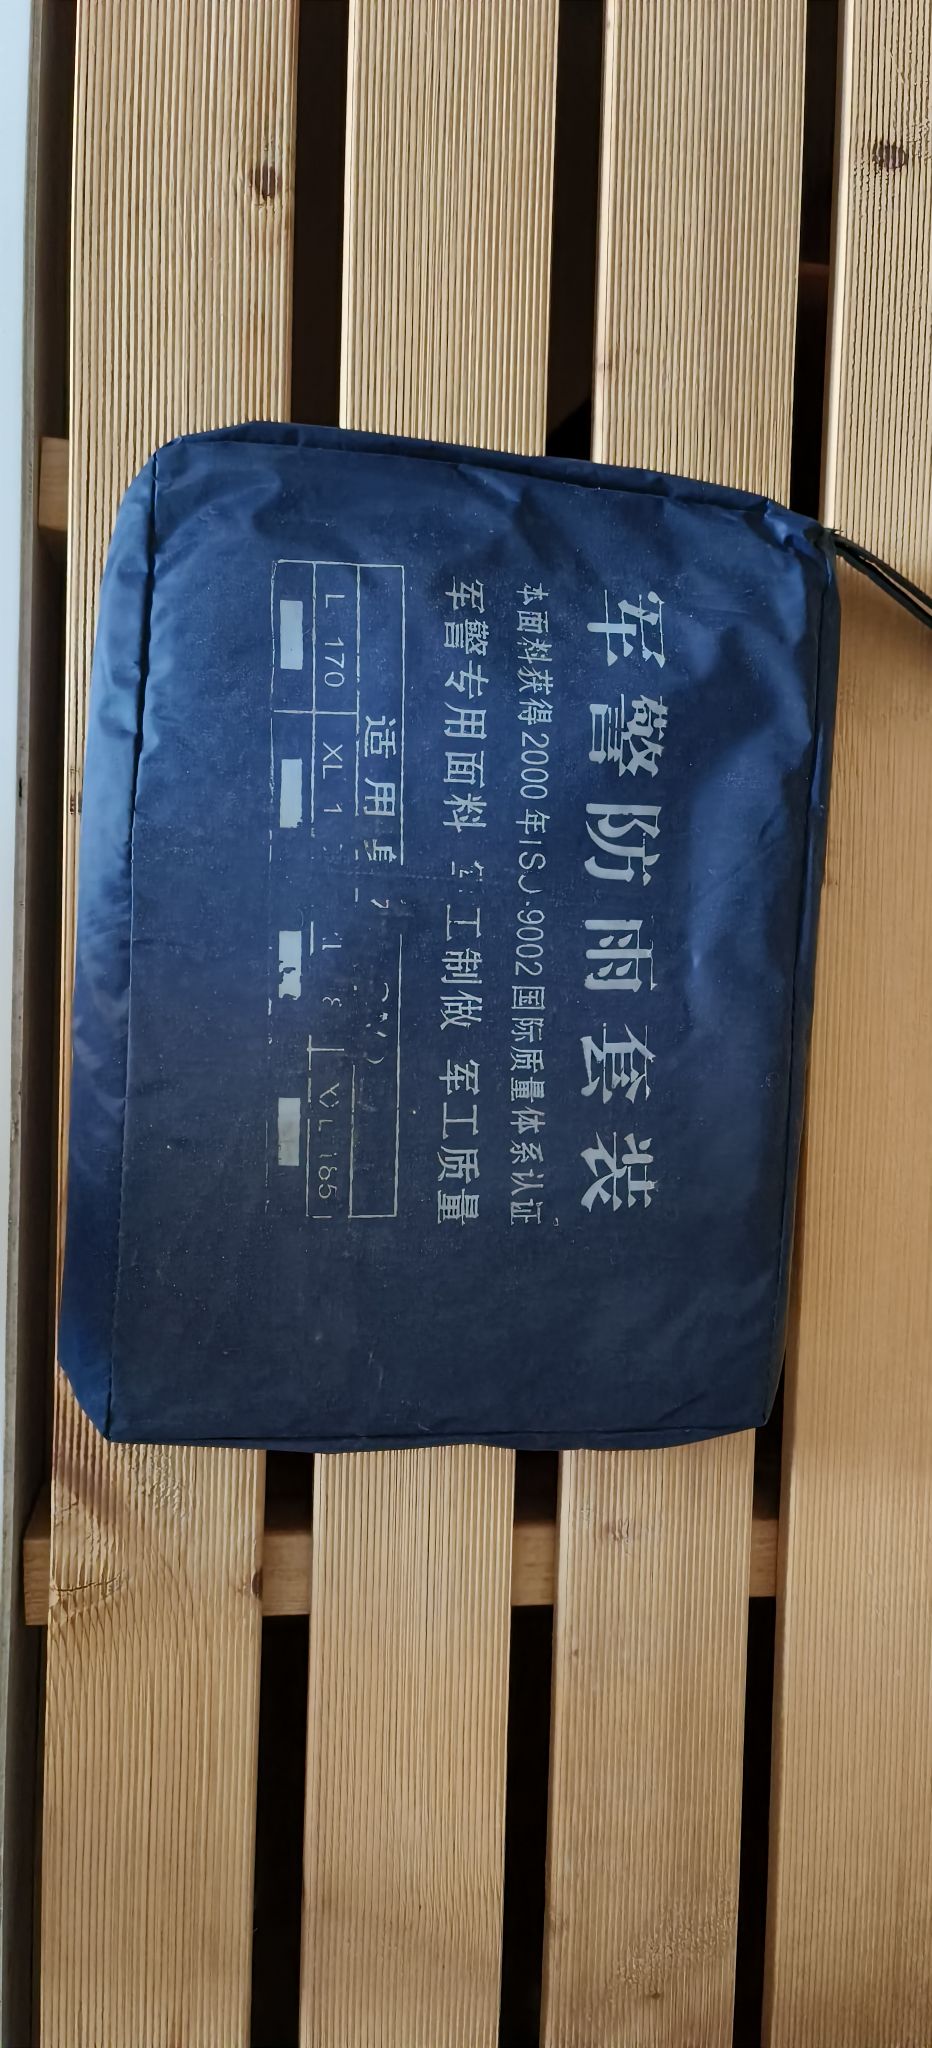 军警防雨套装
本面料获得2000年ISO-9002国际质量体系认证
军警专用面料 军工制做 军工质量
适用身
L 170 XL 1 185